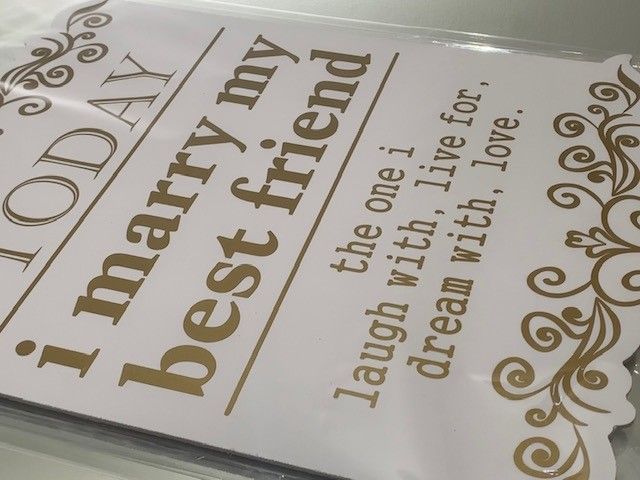 TODAY
i marry my
best friend
the one i
laugh with, live for,
dream with, love.